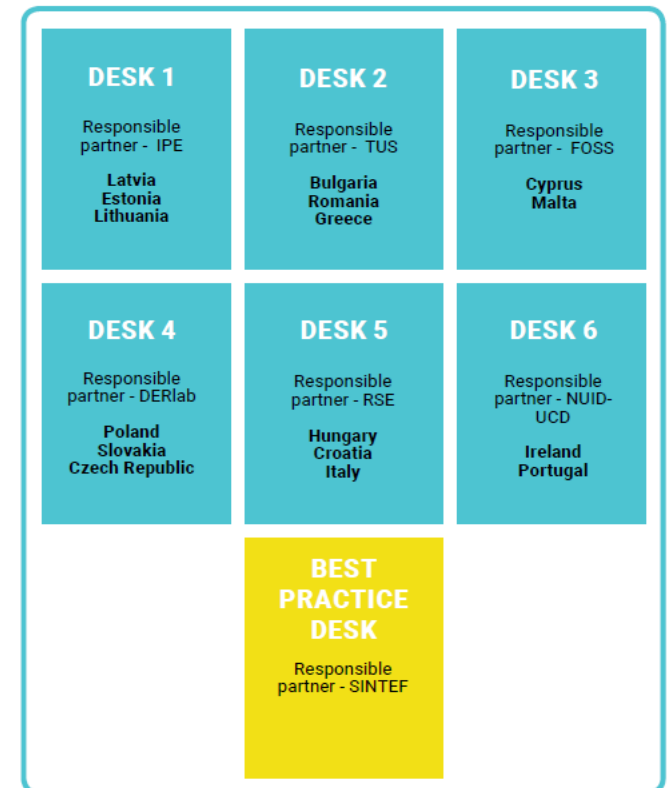 DESK 1
Responsible
partner - IPE
Latvia
Estonia
Lithuania
DESK 2
Responsible
partner - TUS
Bulgaria
Romania
Greece
DESK 3
Responsible
partner - FOSS
Cyprus
Malta
DESK 4
Responsible
partner - DERlab
Poland
Slovakia
Czech Republic
DESK 5
Responsible
partner - RSE
Hungary
Croatia
Italy
DESK 6
Responsible
partner - NUID-
UCD
Ireland
Portugal
BEST
PRACTICE
DESK
Responsible
partner - SINTEF